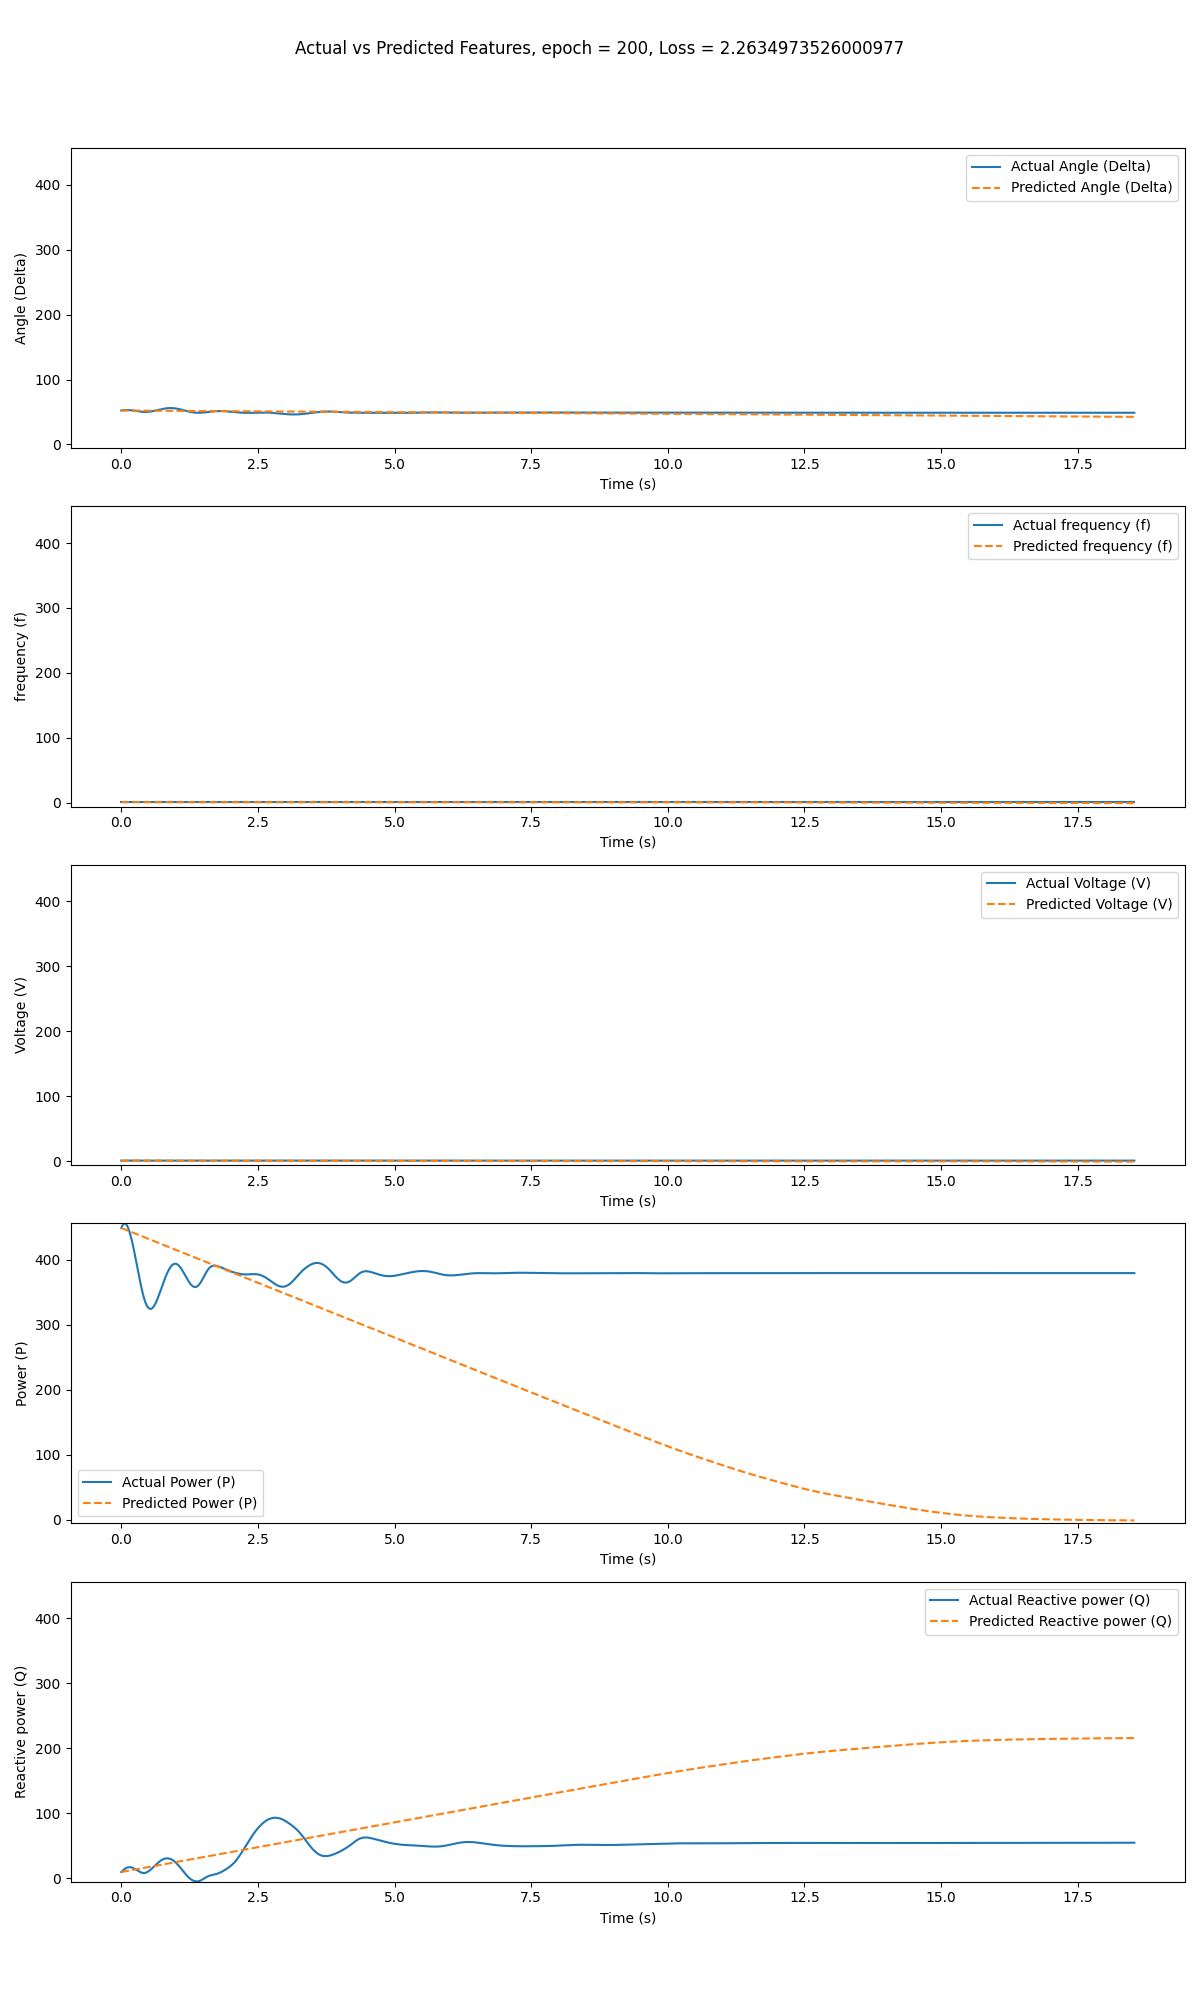 Actual vs Predicted Features, epoch = 200, Loss = 2.2634973526000977
Actual Angle (Delta)
Predicted Angle (Delta)
Angle (Delta)
400
300
200
100
0
0.0 2.5 5.0 7.5 10.0 12.5 15.0 17.5
Time (s)
Actual frequency (f)
Predicted frequency (f)
frequency (f)
400
300
200
100
0
0.0 2.5 5.0 7.5 10.0 12.5 15.0 17.5
Time (s)
Actual Voltage (V)
Predicted Voltage (V)
Voltage (V)
400
300
200
100
0
0.0 2.5 5.0 7.5 10.0 12.5 15.0 17.5
Time (s)
Power (P)
400
300
200
100
0
Actual Power (P)
Predicted Power (P)
0.0 2.5 5.0 7.5 10.0 12.5 15.0 17.5
Time (s)
Actual Reactive power (Q)
Predicted Reactive power (Q)
Reactive power (Q)
400
300
200
100
0
0.0 2.5 5.0 7.5 10.0 12.5 15.0 17.5
Time (s)